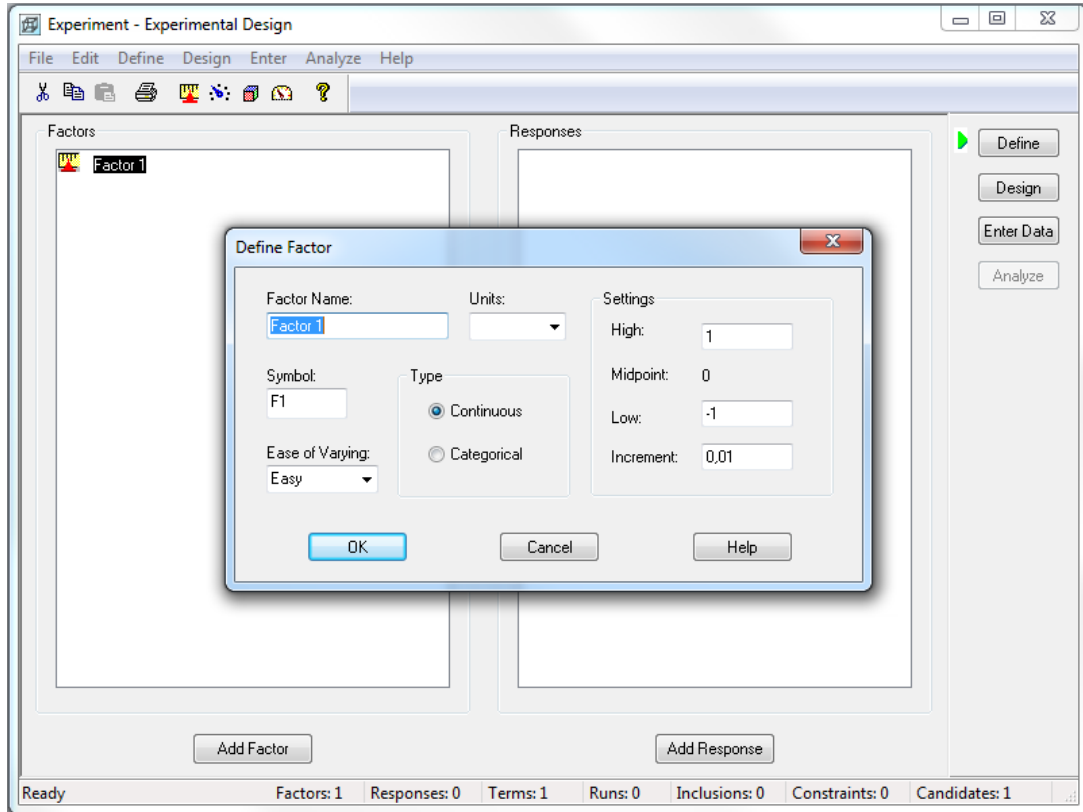 Experiment - Experimental Design
File Edit Define Design Enter Analyze Help
Factors
Responses
Factor 1
Define
Design
Enter Data
Analyze
Define Factor
Factor Name:
Units:
Settings
Factor 1
High:
1
Symbol:
Type
Midpoint:
0
F1
Continuous
Low:
-1
Ease of Varying:
Categorical
Increment:
0,01
Easy
OK
Cancel
Help
Add Factor
Add Response
Ready
Factors: 1
Responses: 0
Terms: 1
Runs: 0
Inclusions: 0
Constraints: 0
Candidates: 1